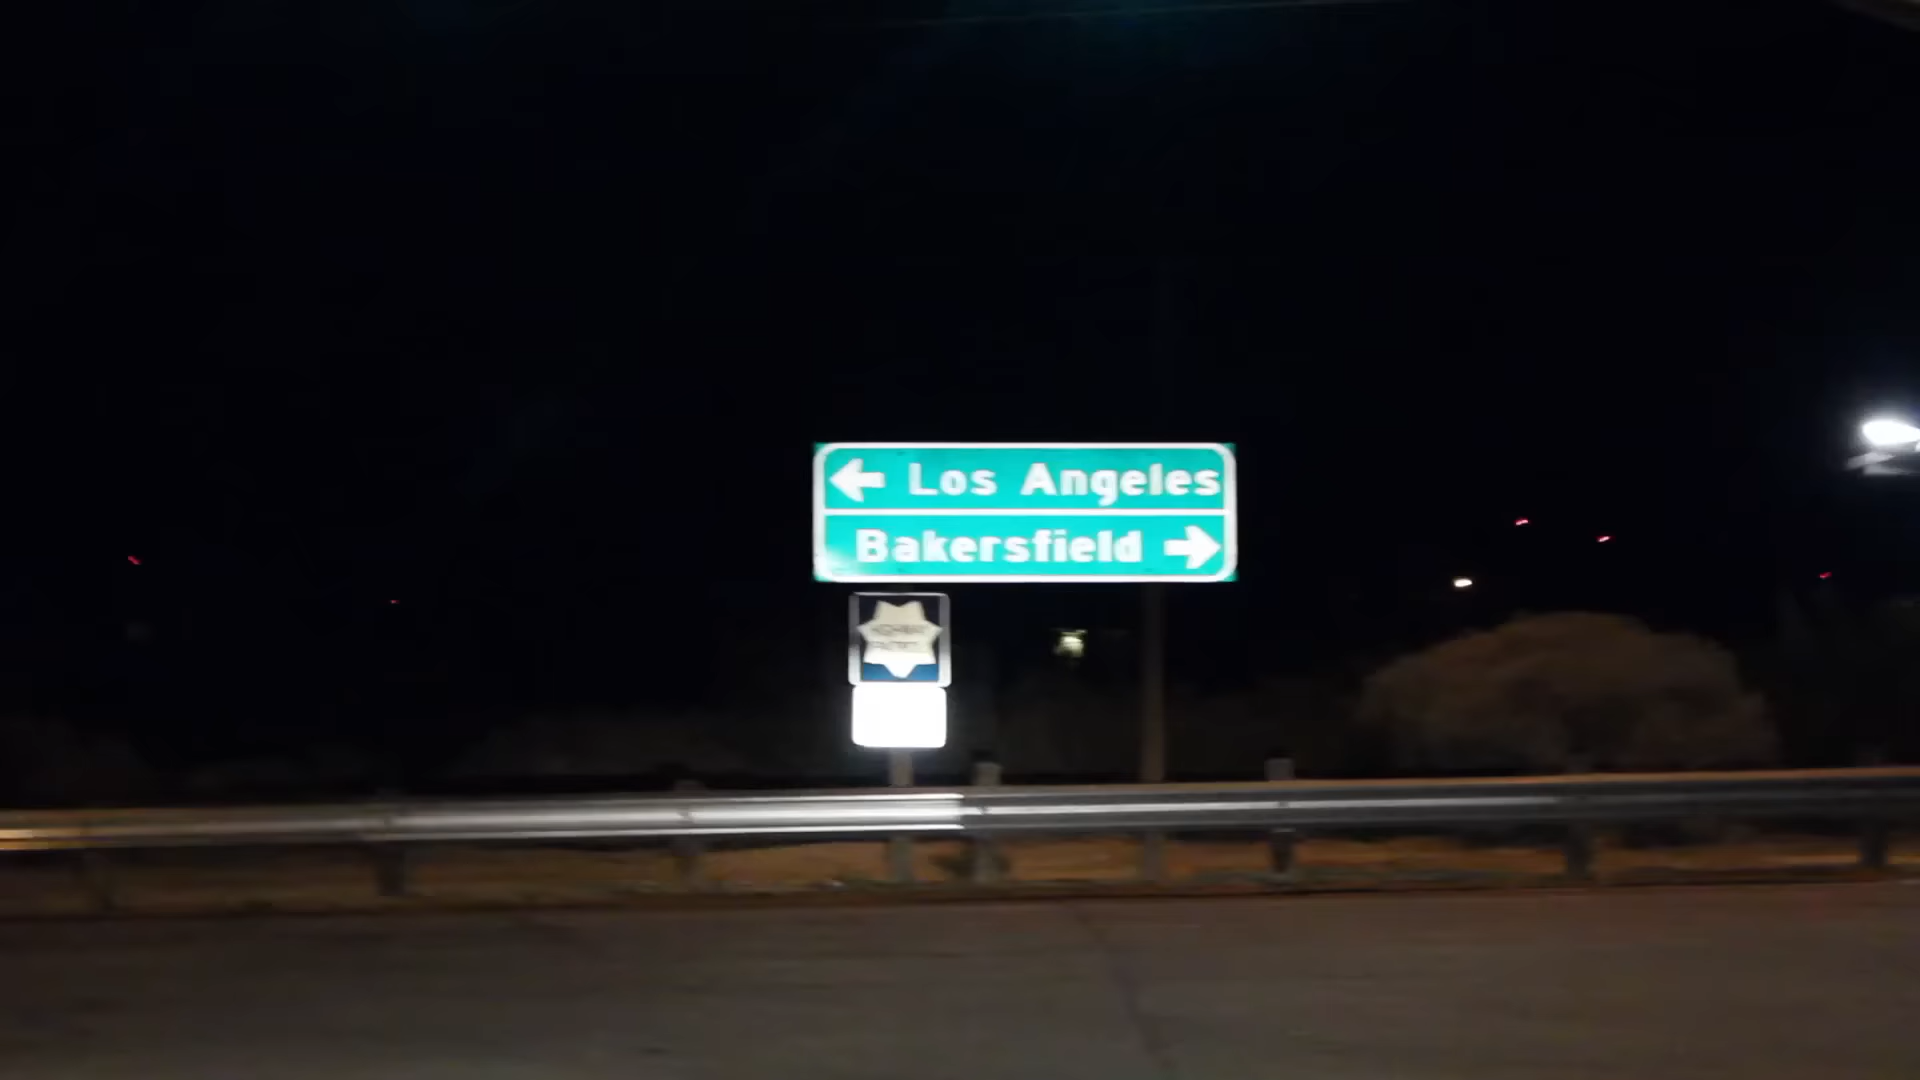 ← Los Angeles
Bakersfield →